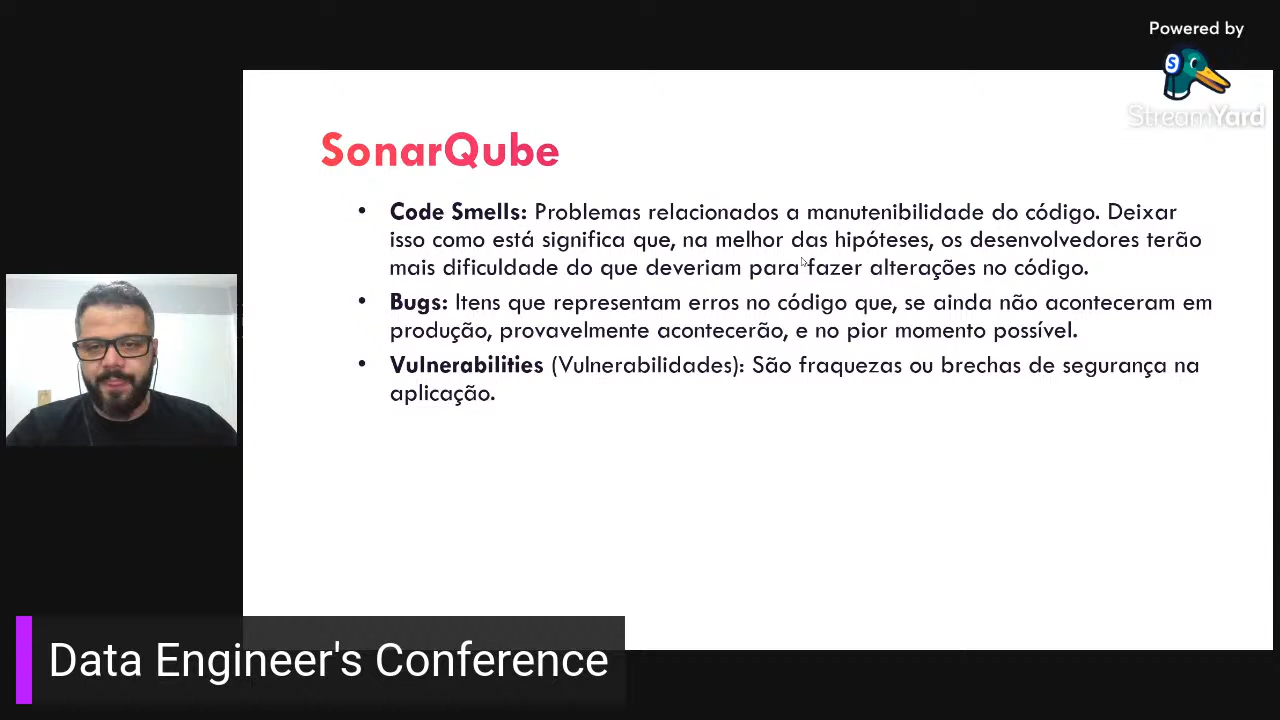 Powered by
StreamYard
SonarQube
• Code Smells: Problemas relacionados a manutenibilidade do código. Deixar
isso como está significa que, na melhor das hipóteses, os desenvolvedores terão
mais dificuldade do que deveriam para fazer alterações no código.
• Bugs: Itens que representam erros no código que, se ainda não aconteceram em
produção, provavelmente acontecerão, e no pior momento possível.
• Vulnerabilities (Vulnerabilidades): São fraquezas ou brechas de segurança na
aplicação.
Data Engineer's Conference